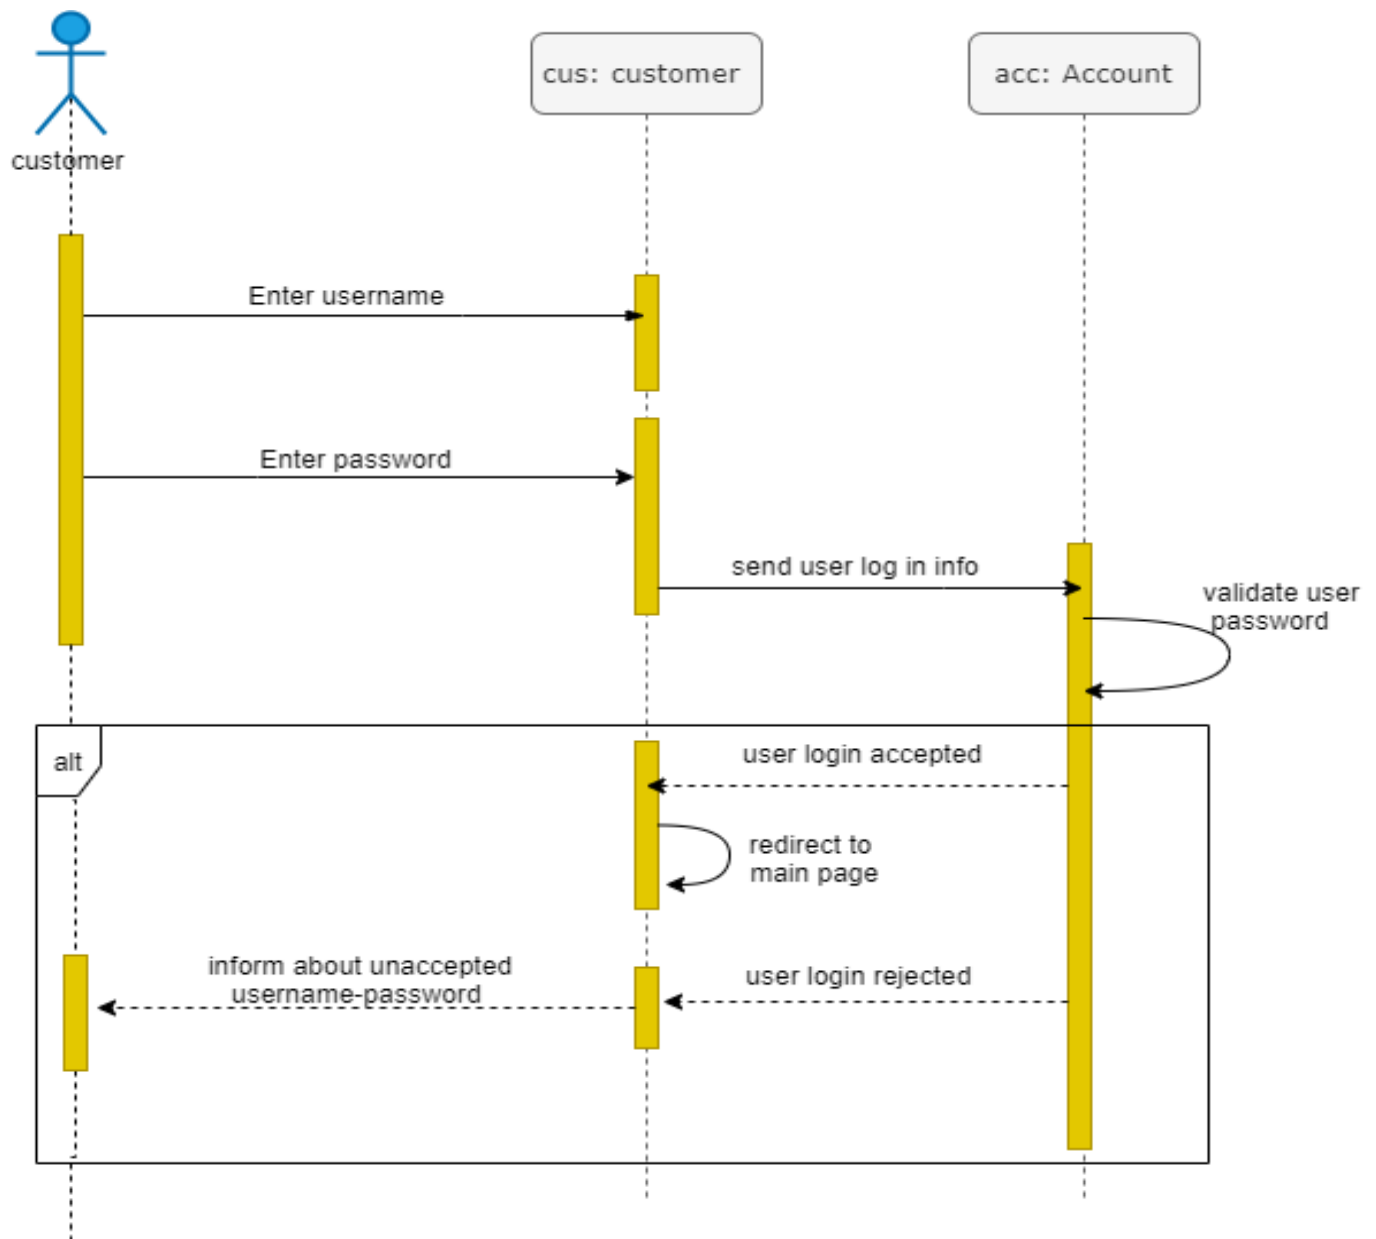 customer
cus: customer
acc: Account
Enter username
Enter password
send user log in info
validate user
password
alt
user login accepted
redirect to
main page
inform about unaccepted
username-password
user login rejected